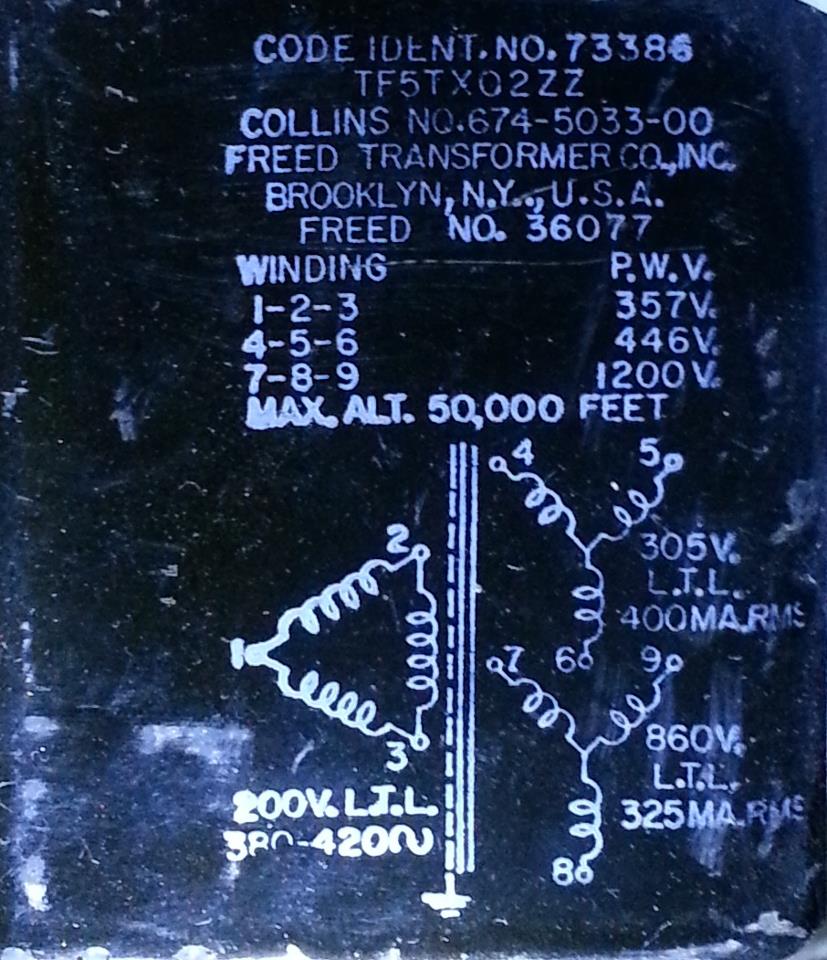 CODE IDENT. NO. 73386
TF5TX02ZZ
COLLINS NO. 674-5033-00
FREED TRANSFORMER CO., INC.
BROOKLYN, N.Y., U.S.A.
FREED NO. 36077
WINDING P.W.V.
1-2-3 357V.
4-5-6 446V.
7-8-9 1200V.
MAX. ALT. 50,000 FEET
4 5
305V.
L.T.L.
400MA.RMS
2
1
6
7 9
3
860V.
L.T.L.
325MA.RMS
8
200V. L.T.L.
380-420~